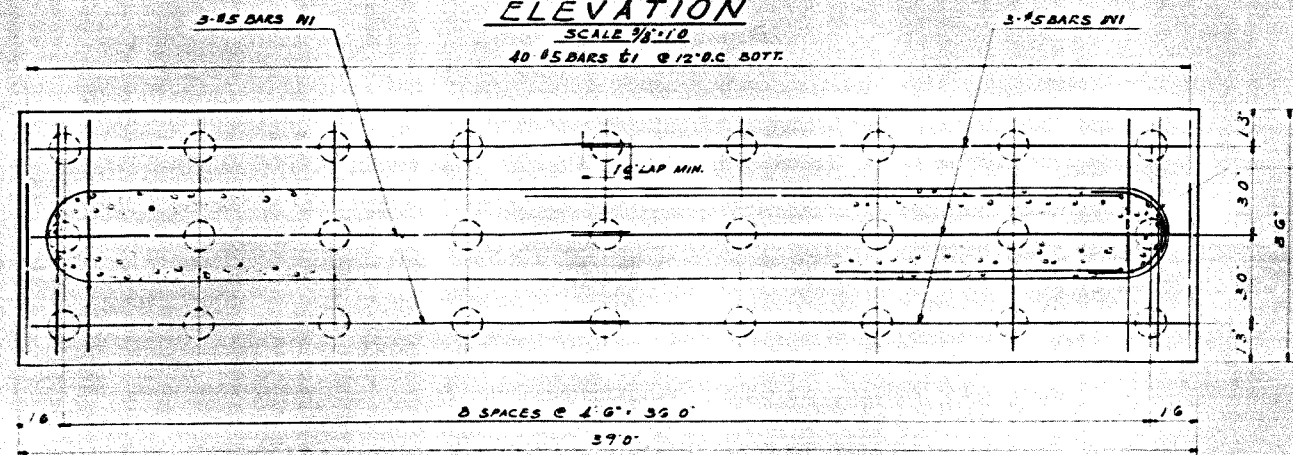 ELEVATION
SCALE 3/8"=1'0
3-#5 BARS N1
3-#5 BARS N1
40 #5 BARS t1 @ 12" O.C BOTT.
1'6 LAP MIN.
3"
3'0"
8'6"
3'0"
1'3"
1'6
8 SPACES @ 4'6" = 36'0"
1'6
39'0"